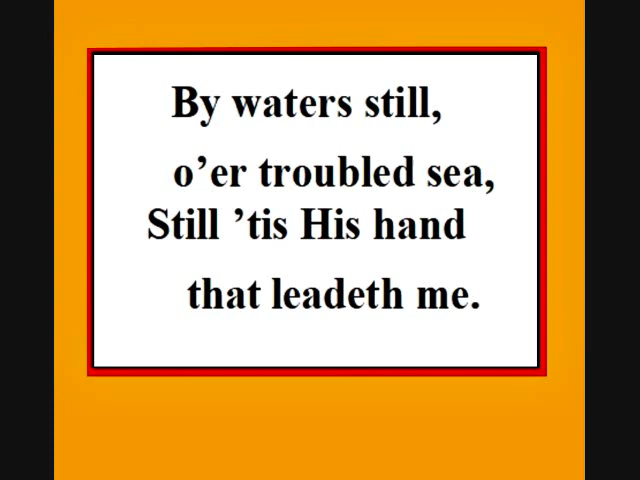 By waters still,
o’er troubled sea,
Still ’tis His hand
that leadeth me.